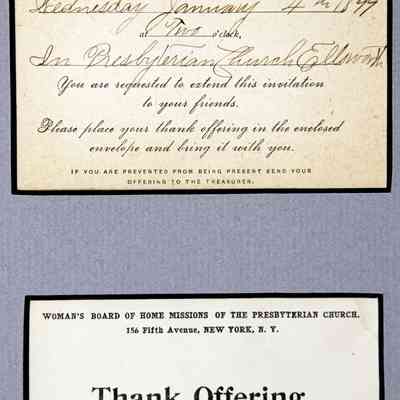 Wednesday January 4th 1899
at Two o'clock,
In Presbyterian Church Ellsworth
You are requested to extend this invitation
to your friends.
Please place your thank offering in the enclosed
envelope and bring it with you.
IF YOU ARE PREVENTED FROM BEING PRESENT SEND YOUR
OFFERING TO THE TREASURER.
WOMAN'S BOARD OF HOME MISSIONS OF THE PRESBYTERIAN CHURCH.
156 Fifth Avenue, NEW YORK, N. Y.
Thank Offering